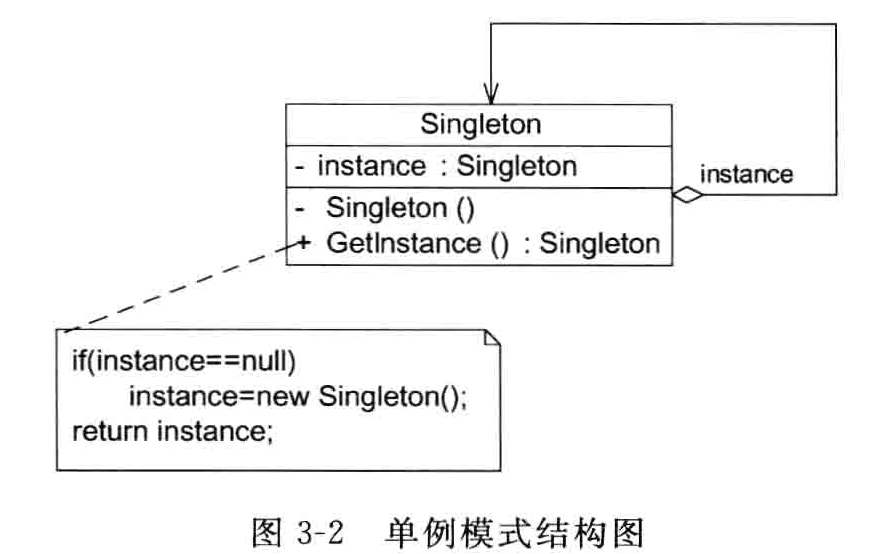 Singleton
- instance : Singleton
instance
- Singleton ()
+ GetInstance () : Singleton
if(instance==null)
instance=new Singleton();
return instance;
图 3-2 单例模式结构图